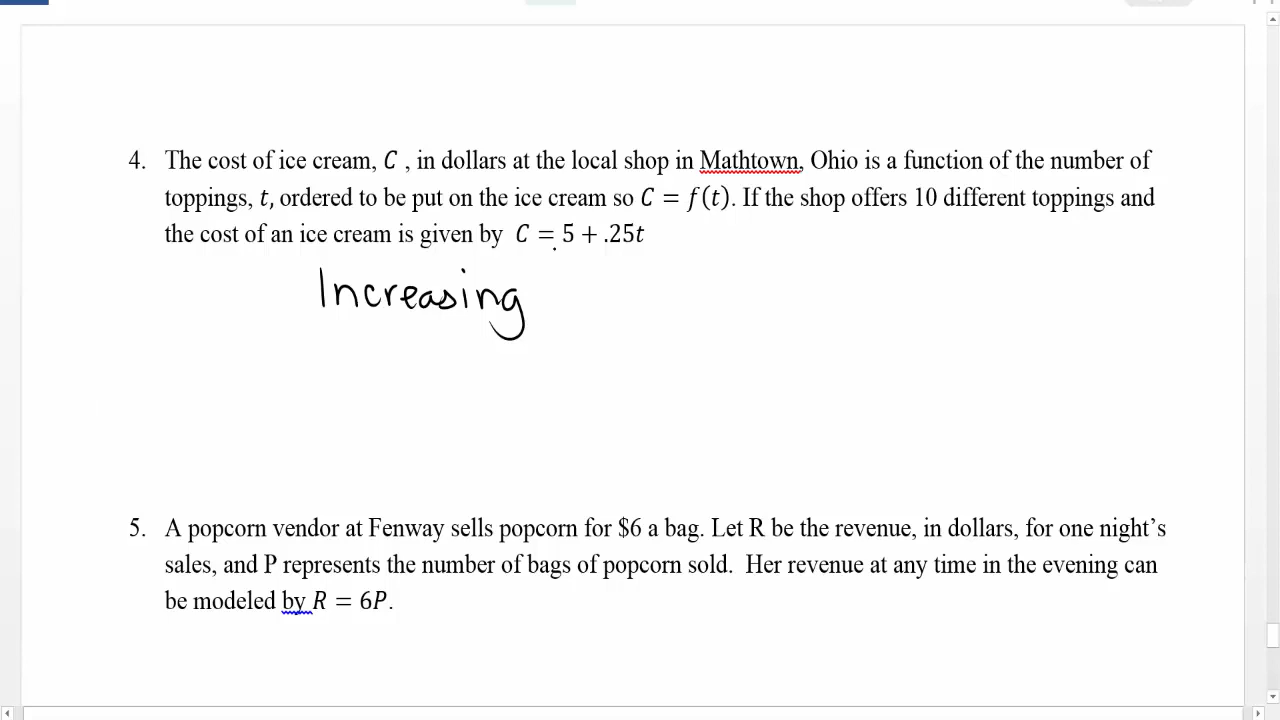 4. The cost of ice cream, C , in dollars at the local shop in Mathtown, Ohio is a function of the number of
toppings, t, ordered to be put on the ice cream so C = f(t). If the shop offers 10 different toppings and
the cost of an ice cream is given by C = 5 + .25t
Increasing
5. A popcorn vendor at Fenway sells popcorn for $6 a bag. Let R be the revenue, in dollars, for one night’s
sales, and P represents the number of bags of popcorn sold. Her revenue at any time in the evening can
be modeled by R = 6P.